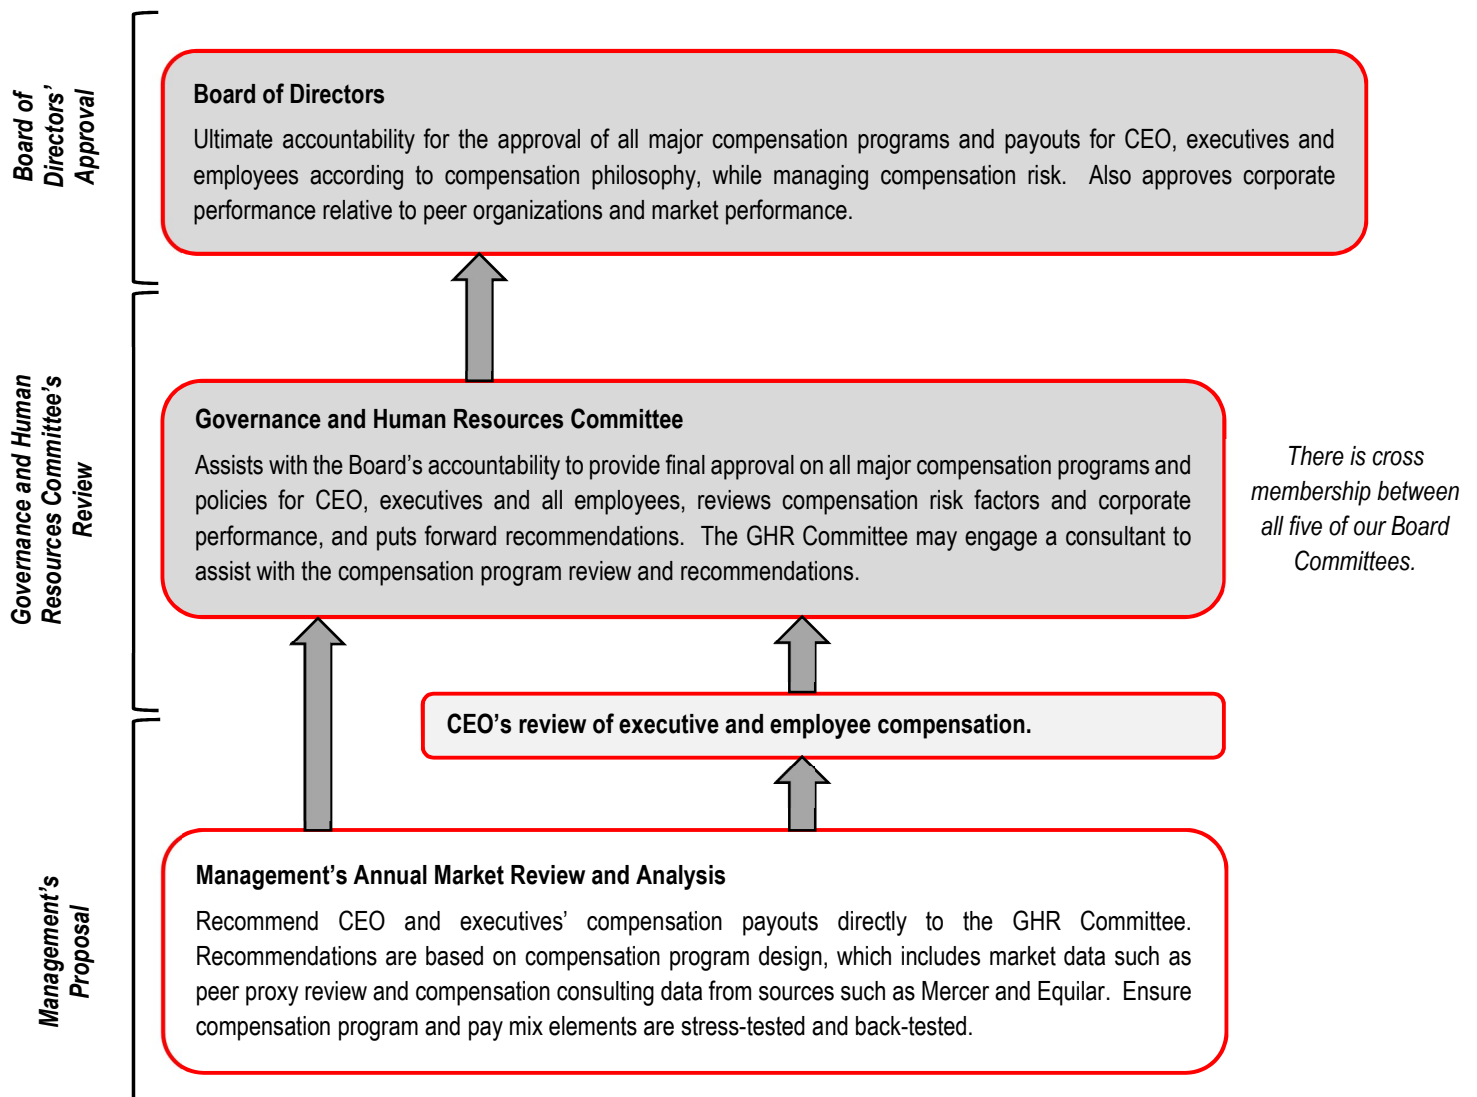 Board of
Directors’
Approval
Board of Directors
Ultimate accountability for the approval of all major compensation programs and payouts for CEO, executives and
employees according to compensation philosophy, while managing compensation risk. Also approves corporate
performance relative to peer organizations and market performance.
Governance and Human
Resources Committee’s
Review
Governance and Human Resources Committee
Assists with the Board’s accountability to provide final approval on all major compensation programs and
policies for CEO, executives and all employees, reviews compensation risk factors and corporate
performance, and puts forward recommendations. The GHR Committee may engage a consultant to
assist with the compensation program review and recommendations.
There is cross
membership between
all five of our Board
Committees.
CEO’s review of executive and employee compensation.
Management’s
Proposal
Management’s Annual Market Review and Analysis
Recommend CEO and executives’ compensation payouts directly to the GHR Committee.
Recommendations are based on compensation program design, which includes market data such as
peer proxy review and compensation consulting data from sources such as Mercer and Equilar. Ensure
compensation program and pay mix elements are stress-tested and back-tested.